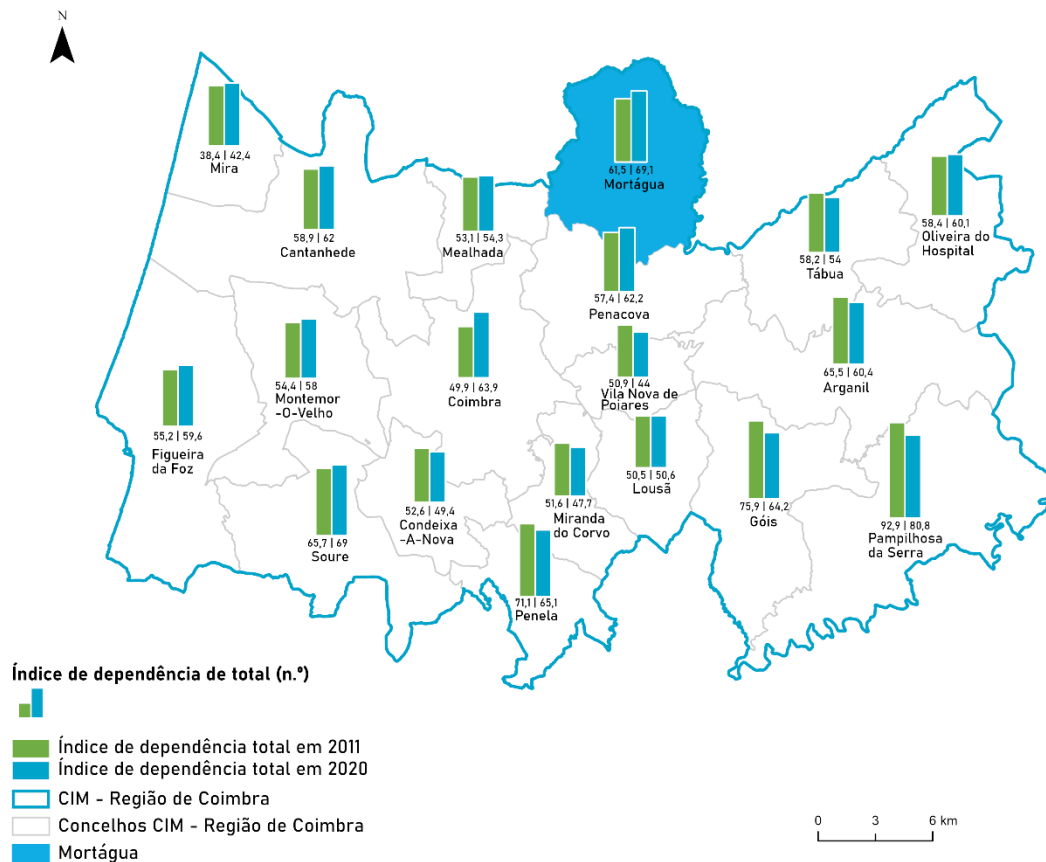 N
38,4 | 42,4
Mira
61,5 | 69,1
Mortágua
58,9 | 62
Cantanhede
53,1 | 54,3
Mealhada
58,4 | 60,1
Oliveira do
Hospital
58,2 | 54
Tábua
57,4 | 62,2
Penacova
54,4 | 58
Montemor
-O-Velho
49,9 | 63,9
Coimbra
50,9 | 44
Vila Nova de
Poiares
65,5 | 60,4
Arganil
55,2 | 59,6
Figueira
da Foz
65,7 | 69
Soure
52,6 | 49,4
Condeixa
-A-Nova
51,6 | 47,7
Miranda
do Corvo
50,5 | 50,6
Lousã
75,9 | 64,2
Góis
92,9 | 80,8
Pampilhosa
da Serra
71,1 | 65,1
Penela
Índice de dependência de total (n.º)
Índice de dependência total em 2011
Índice de dependência total em 2020
CIM - Região de Coimbra
Concelhos CIM - Região de Coimbra
Mortágua
0 3 6 km